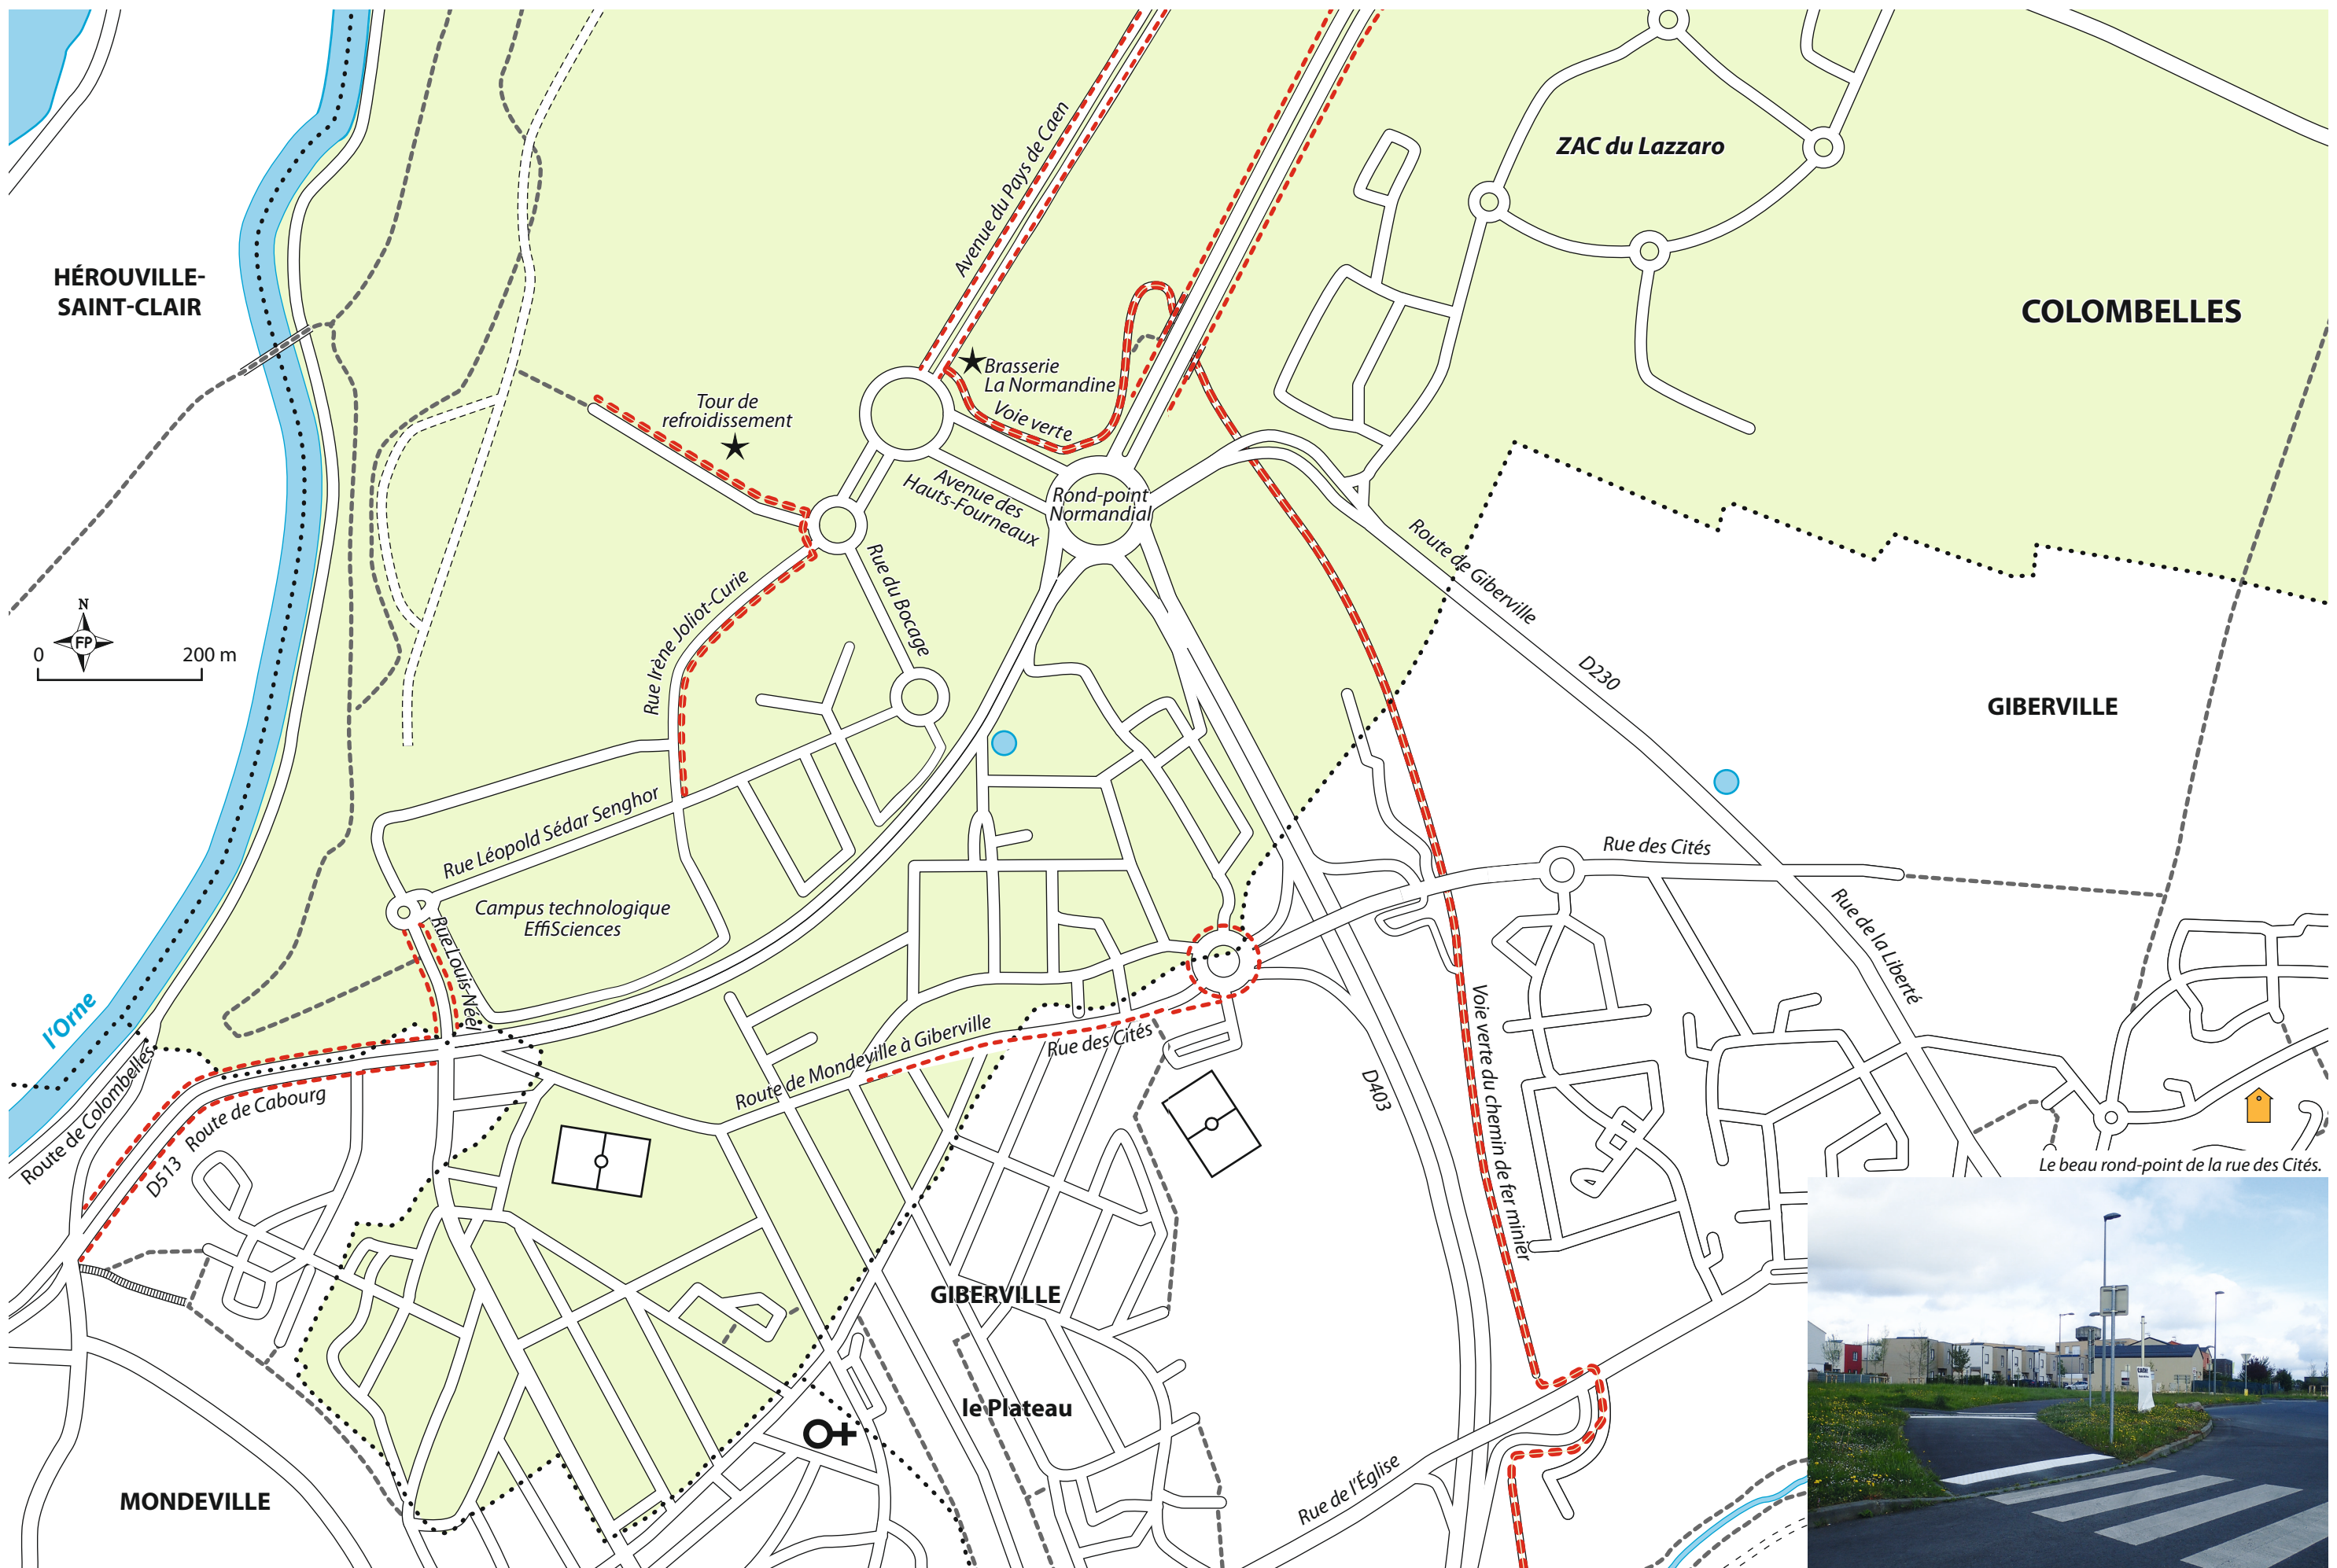 Avenue du Pays de Caen
ZAC du Lazzaro
HÉROUVILLE-
SAINT-CLAIR
COLOMBELLES
Brasserie
La Normandine
Tour de
refroidissement
Voie verte
Avenue des
Hauts-Fourneaux
Rond-point
Normandial
Route de Giberville
Rue du Bocage
Rue Irène Joliot-Curie
N
FP
0
200 m
D230
GIBERVILLE
Rue Léopold Sédar Senghor
Rue des Cités
Campus technologique
EffiSciences
Rue Louis-Néel
Rue de la Liberté
l'Orne
Voie verte du chemin de fer minier
Route de Mondeville à Giberville
Rue des Cités
Route de Colombelles
Route de Cabourg
D513
D403
Le beau rond-point de la rue des Cités.
GIBERVILLE
le Plateau
Rue de l'Église
MONDEVILLE